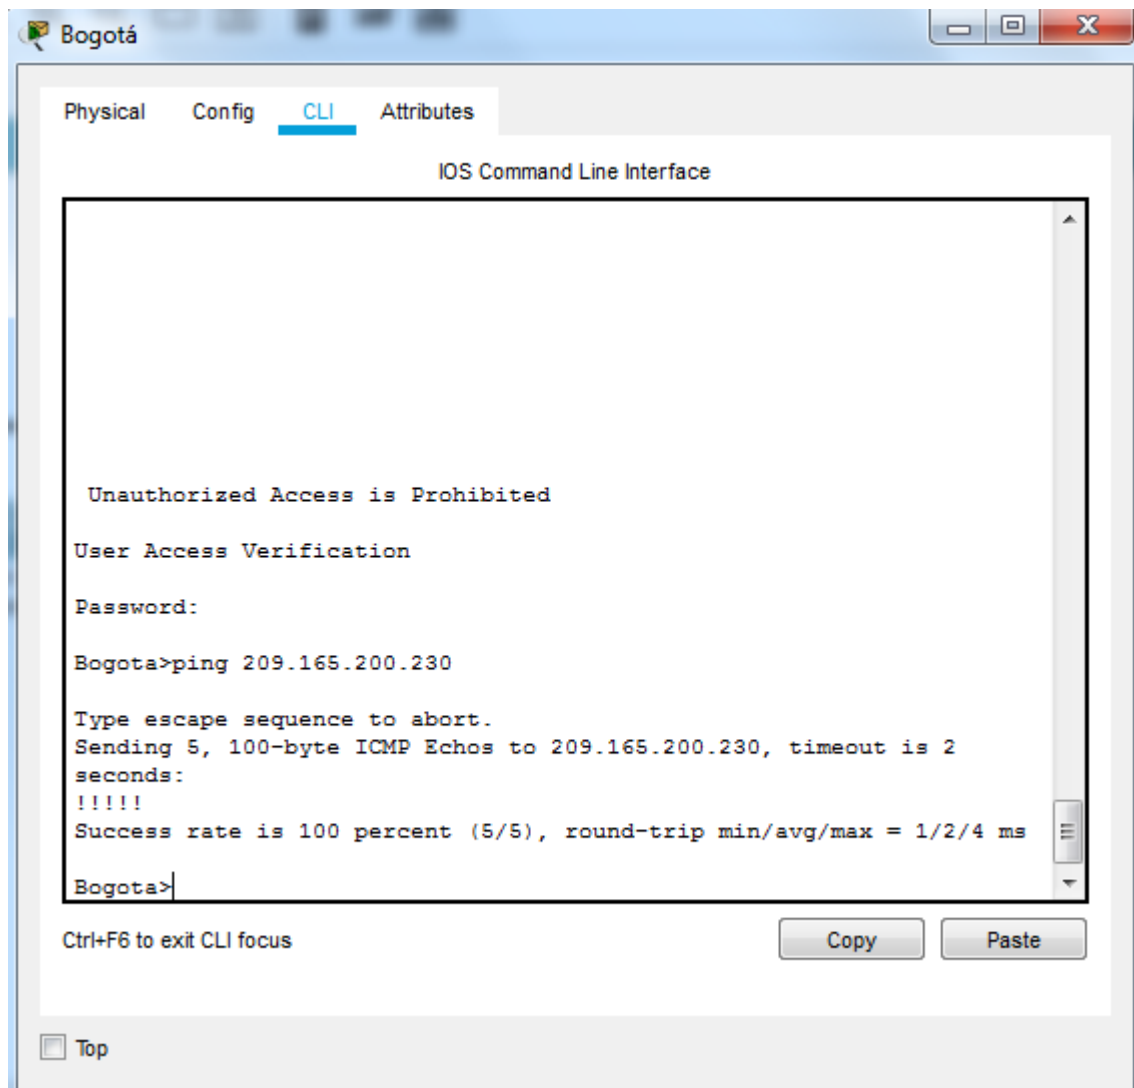 Bogotá
Physical Config CLI Attributes
IOS Command Line Interface
Unauthorized Access is Prohibited
User Access Verification
Password:
Bogota>ping 209.165.200.230
Type escape sequence to abort.
Sending 5, 100-byte ICMP Echos to 209.165.200.230, timeout is 2
seconds:
!!!!!
Success rate is 100 percent (5/5), round-trip min/avg/max = 1/2/4 ms
Bogota>
Ctrl+F6 to exit CLI focus
Copy Paste
Top